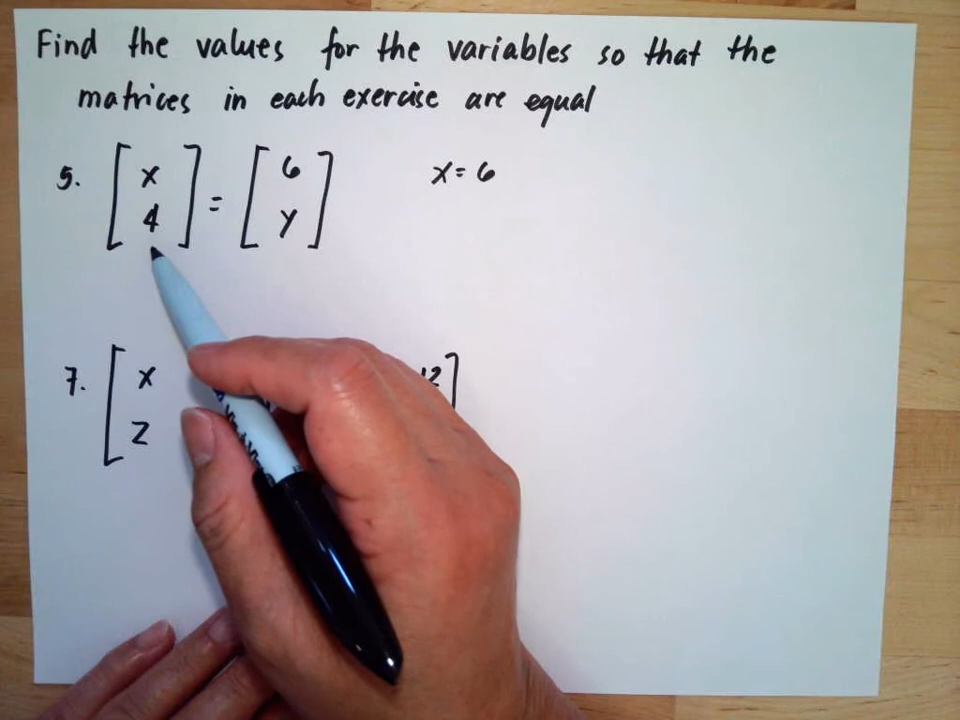 Find the values for the variables so that the
matrices in each exercise are equal
5. [ x ] = [ 6 ] x = 6
[ 4 ] [ y ]
7. [ x 12 ]
[ z